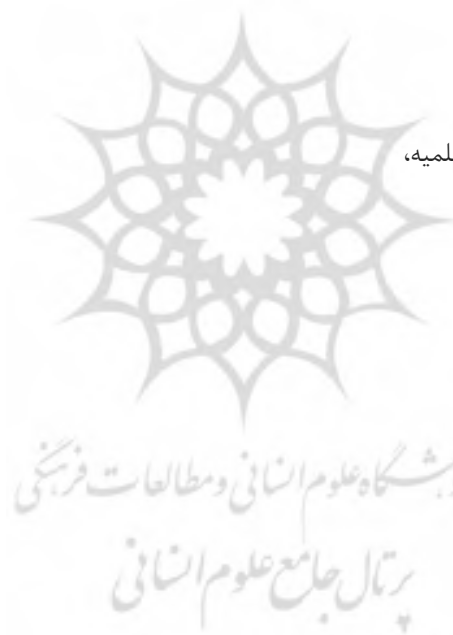 لمیه،
شگاه علوم انسانی و مطالعات فرهنگی
پرتال جامع علوم انسانی